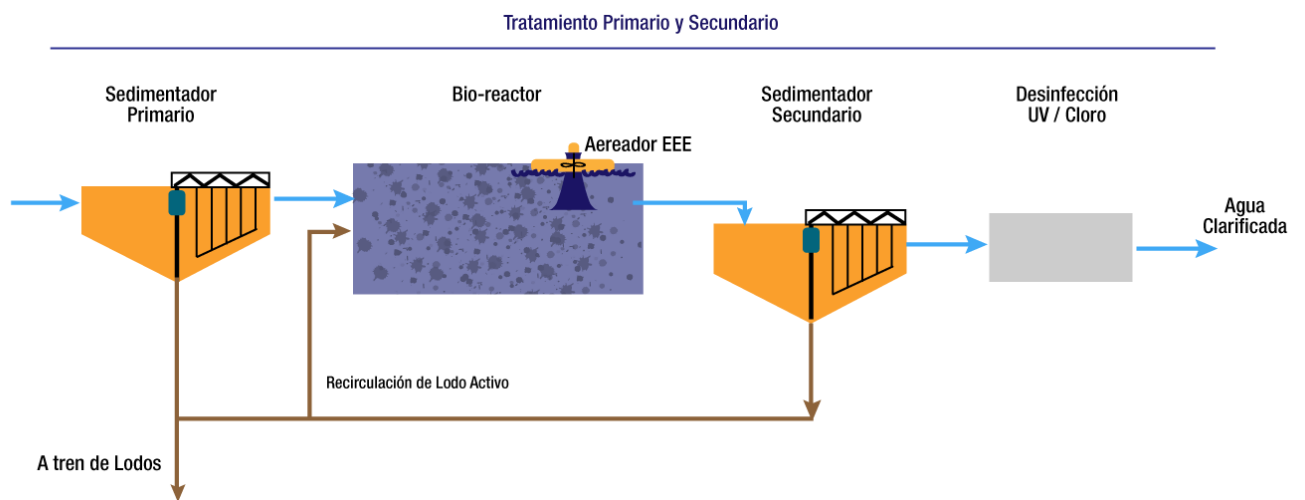 Tratamiento Primario y Secundario
Sedimentador
Primario
Bio-reactor
Sedimentador
Secundario
Desinfección
UV / Cloro
Aereador EEE
Agua
Clarificada
Recirculación de Lodo Activo
A tren de Lodos